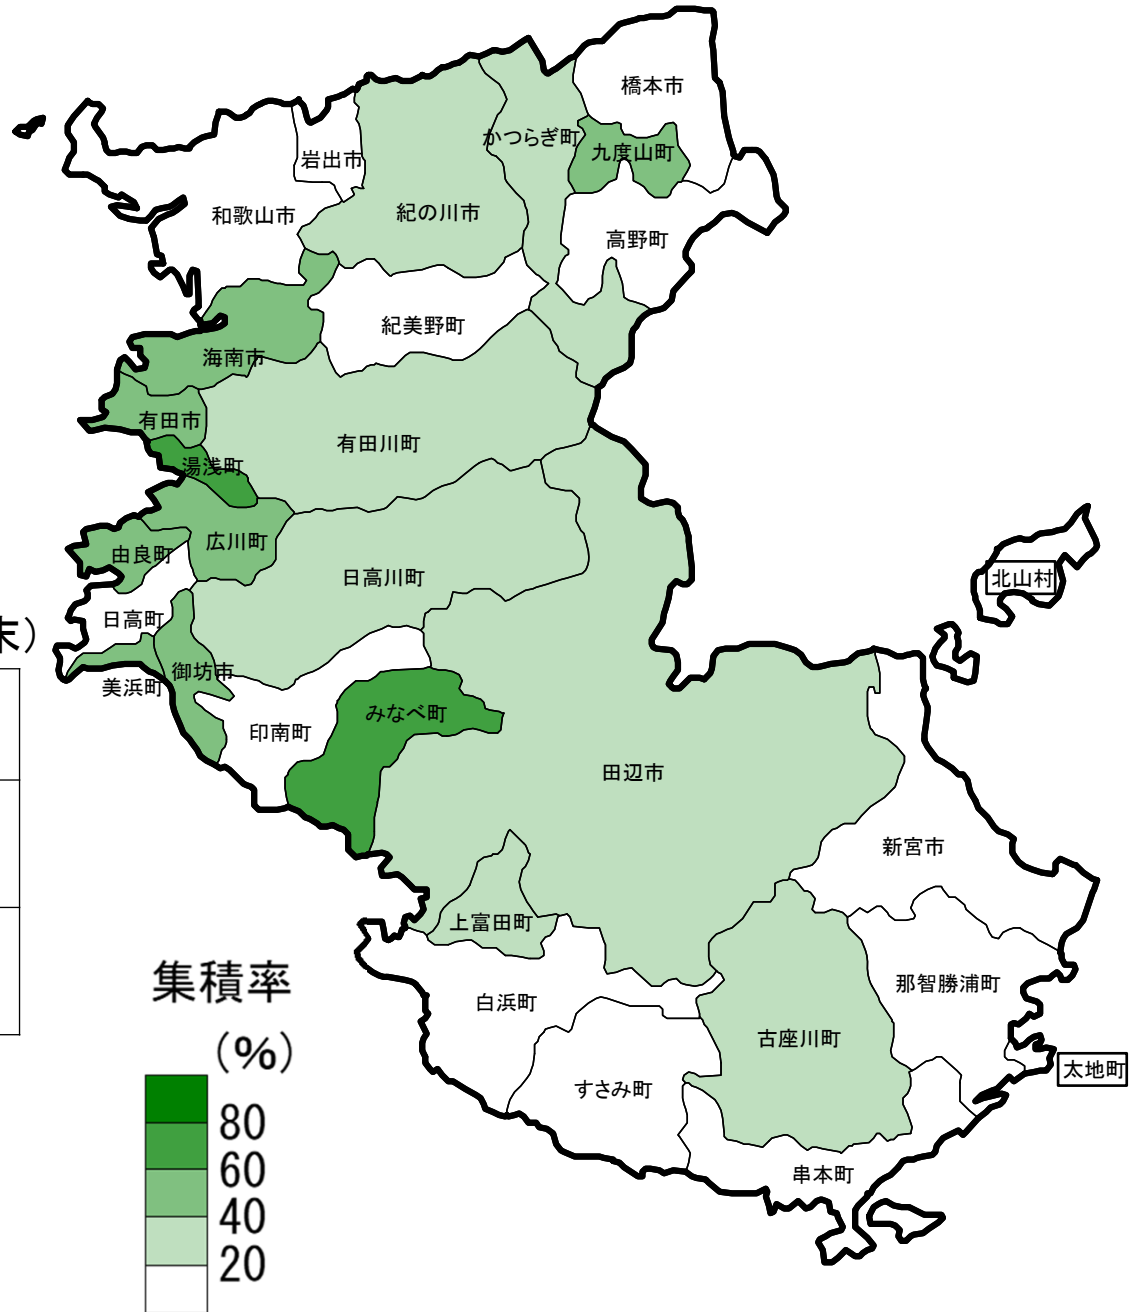 橋本市
かつらぎ町
九度山町
岩出市
和歌山市
紀の川市
高野町
紀美野町
海南市
有田市
有田川町
湯浅町
広川町
由良町
日高川町
北山村
日高町
末)
御坊市
美浜町
みなべ町
印南町
田辺市
新宮市
上富田町
那智勝浦町
白浜町
古座川町
太地町
すさみ町
串本町
集積率
(%)
80
60
40
20